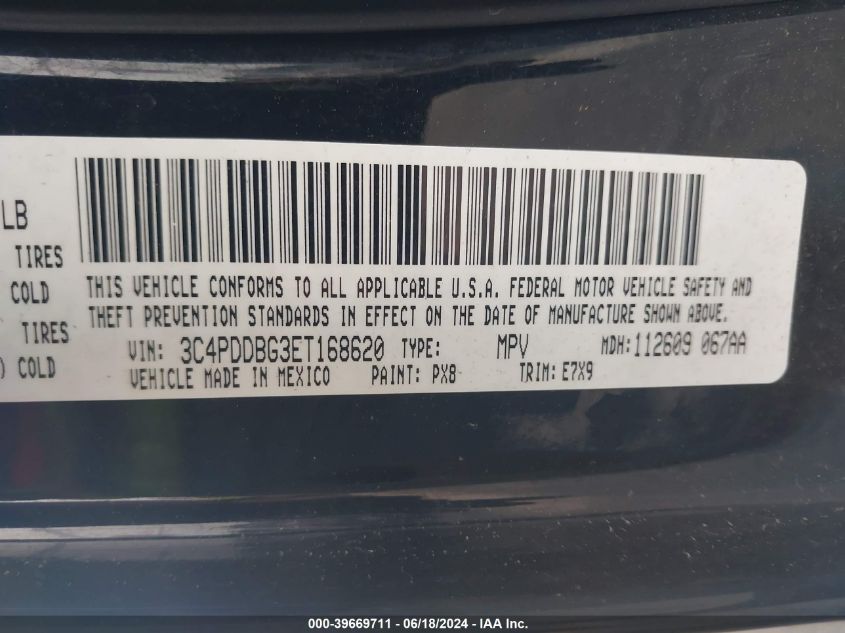 LB
TIRES
COLD
THIS VEHICLE CONFORMS TO ALL APPLICABLE U.S.A. FEDERAL MOTOR VEHICLE SAFETY AND
THEFT PREVENTION STANDARDS IN EFFECT ON THE DATE OF MANUFACTURE SHOWN ABOVE.
TIRES
VIN: 3C4PDDBG3ET168620 TYPE: MPV MDH:112609 067AA
) COLD
VEHICLE MADE IN MEXICO PAINT: PX8 TRIM: E7X9
000-39669711 - 06/18/2024 - IAA Inc.